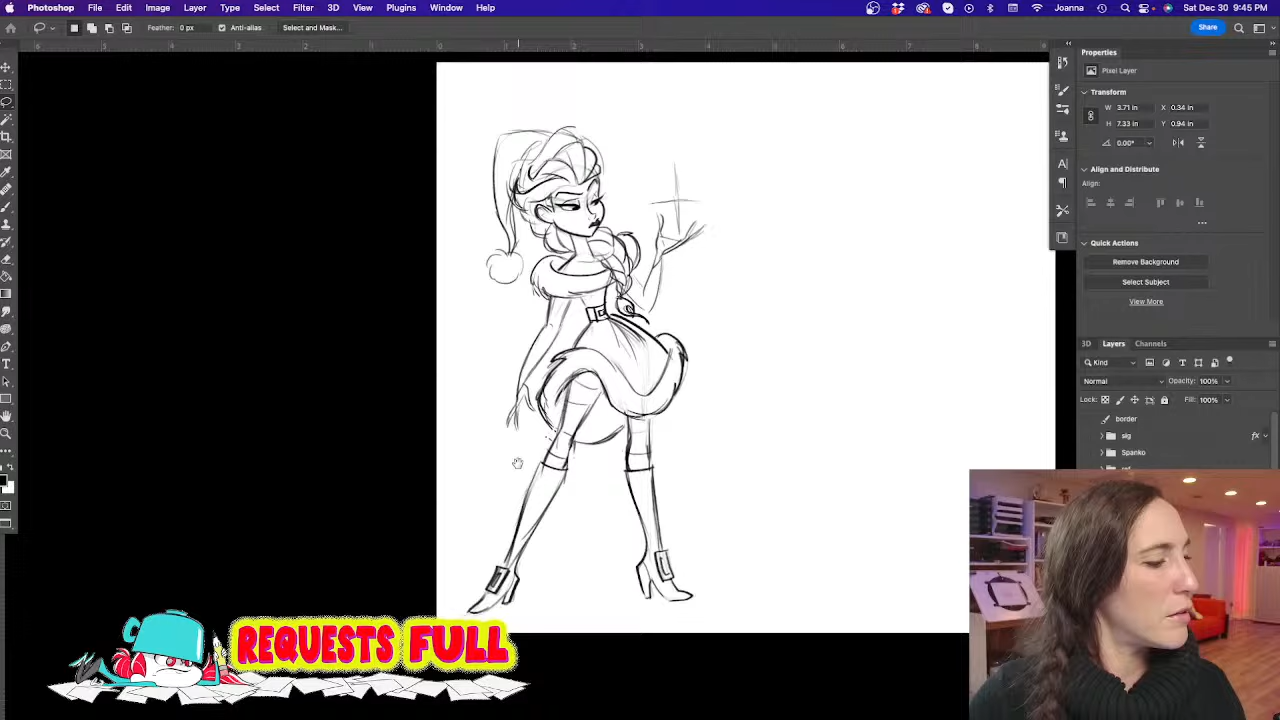 Photoshop File Edit Image Layer Type Select Filter 3D View Plugins Window Help Joanna Sat Dec 30 9:45 PM
Feather: 0 px Anti-alias Select and Mask... Share
Properties
Pixel Layer
Transform
W 3.71 in X 0.34 in
H 7.33 in Y 0.94 in
0.00°
Align and Distribute
Align:
Quick Actions
Remove Background
Select Subject
View More
3D Layers Channels
Kind
Normal Opacity: 100%
Lock: Fill: 100%
border
sig fx
Spanko
REQUESTS FULL